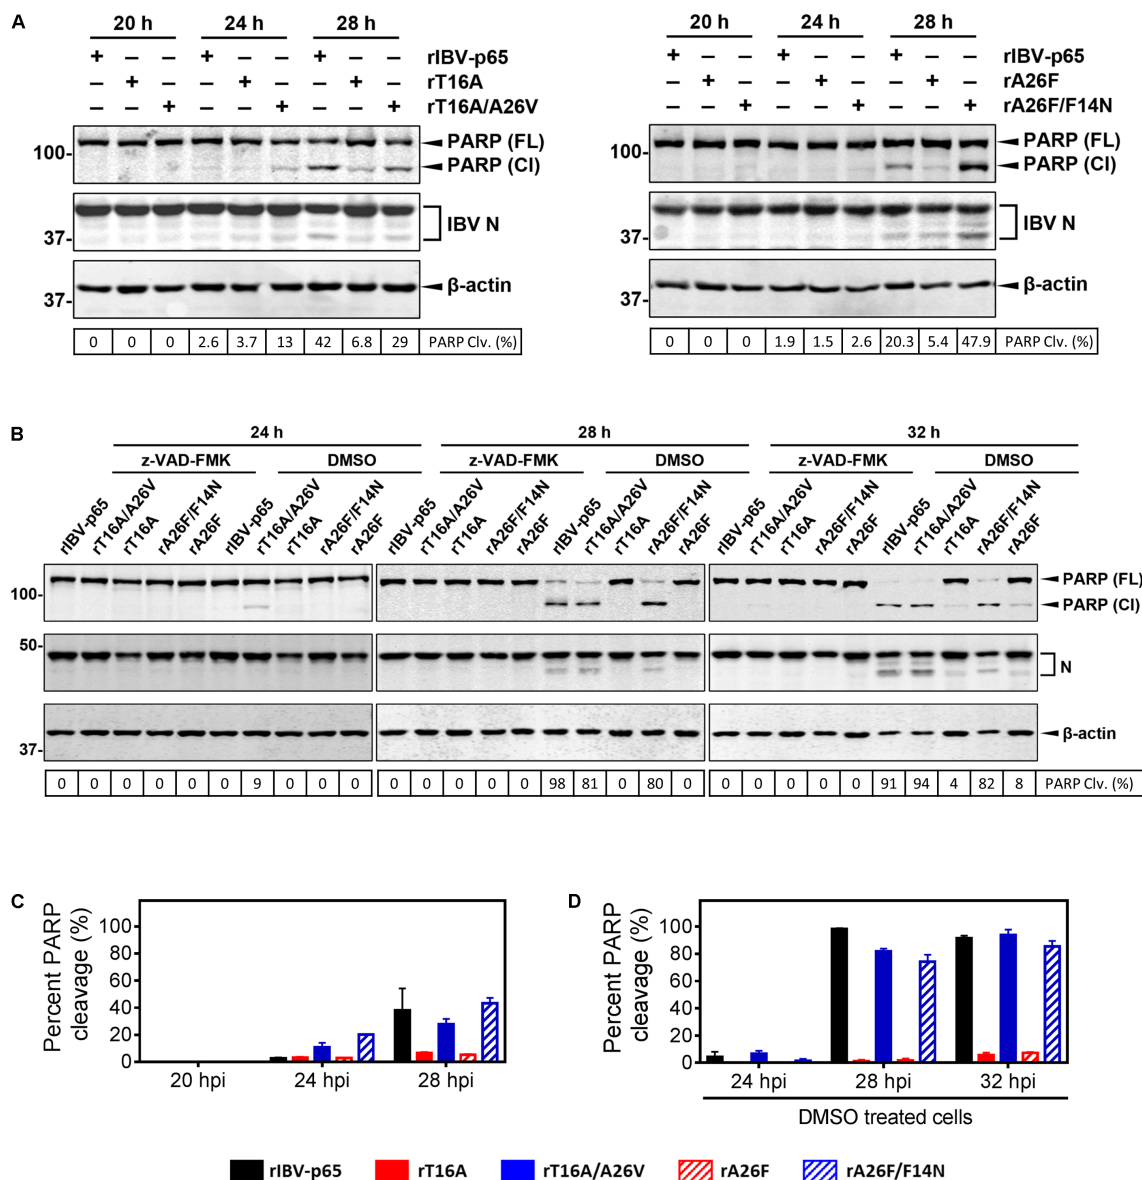 A
20 h 24 h 28 h
+ – – + – – + – – rIBV-p65
– + – – + – – + – rT16A
– – + – – + – – + rT16A/A26V
100- PARP (FL)
PARP (Cl)
IBV N
37-
β-actin
37-
0 0 0 2.6 3.7 13 42 6.8 29 PARP Clv. (%)
20 h 24 h 28 h
+ – – + – – + – – rIBV-p65
– + – – + – – + – rA26F
– – + – – + – – + rA26F/F14N
100- PARP (FL)
PARP (Cl)
IBV N
37-
β-actin
37-
0 0 0 1.9 1.5 2.6 20.3 5.4 47.9 PARP Clv. (%)
B
24 h 28 h 32 h
z-VAD-FMK DMSO z-VAD-FMK DMSO z-VAD-FMK DMSO
rIBV-p65 rT16A/A26V rT16A rA26F/F14N rA26F rIBV-p65 rT16A/A26V rT16A rA26F/F14N rA26F rIBV-p65 rT16A/A26V rT16A rA26F/F14N rA26F rIBV-p65 rT16A/A26V rT16A rA26F/F14N rA26F rIBV-p65 rT16A/A26V rT16A rA26F/F14N rA26F rIBV-p65 rT16A/A26V rT16A rA26F/F14N rA26F
PARP (FL)
100-
PARP (Cl)
50-
N
β-actin
37-
0 0 0 0 0 0 9 0 0 0 0 0 0 0 0 98 81 0 80 0 0 0 0 0 0 91 94 4 82 8 PARP Clv. (%)
C
Percent PARP
cleavage (%)
100
80
60
40
20
0
20 hpi 24 hpi 28 hpi
D
Percent PARP
cleavage (%)
100
80
60
40
20
0
24 hpi 28 hpi 32 hpi
DMSO treated cells
rIBV-p65 rT16A rT16A/A26V rA26F rA26F/F14N